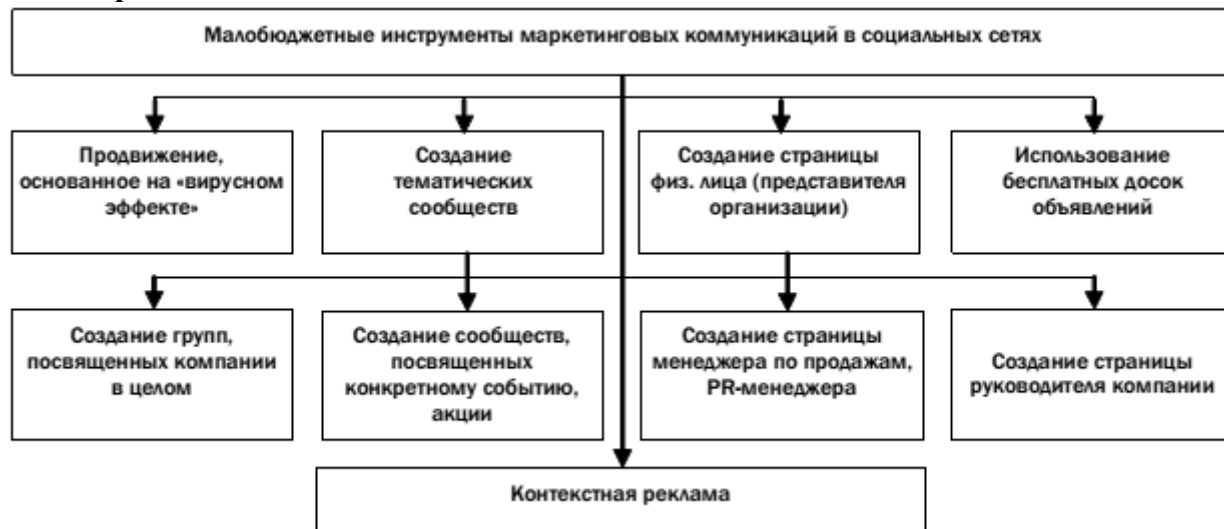 Малобюджетные инструменты маркетинговых коммуникаций в социальных сетях
Продвижение,
основанное на «вирусном
эффекте»
Создание
тематических
сообществ
Создание страницы
физ. лица (представителя
организации)
Использование
бесплатных досок
объявлений
Создание групп,
посвященных компании
в целом
Создание сообществ,
посвященных
конкретному событию,
акции
Создание страницы
менеджера по продажам,
PR-менеджера
Создание страницы
руководителя компании
Контекстная реклама